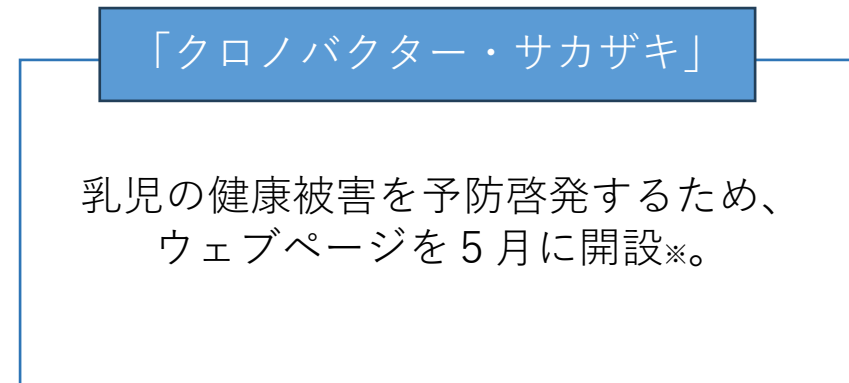 「クロノバクター・サカザキ」
乳児の健康被害を予防啓発するため、
ウェブページを５月に開設※。